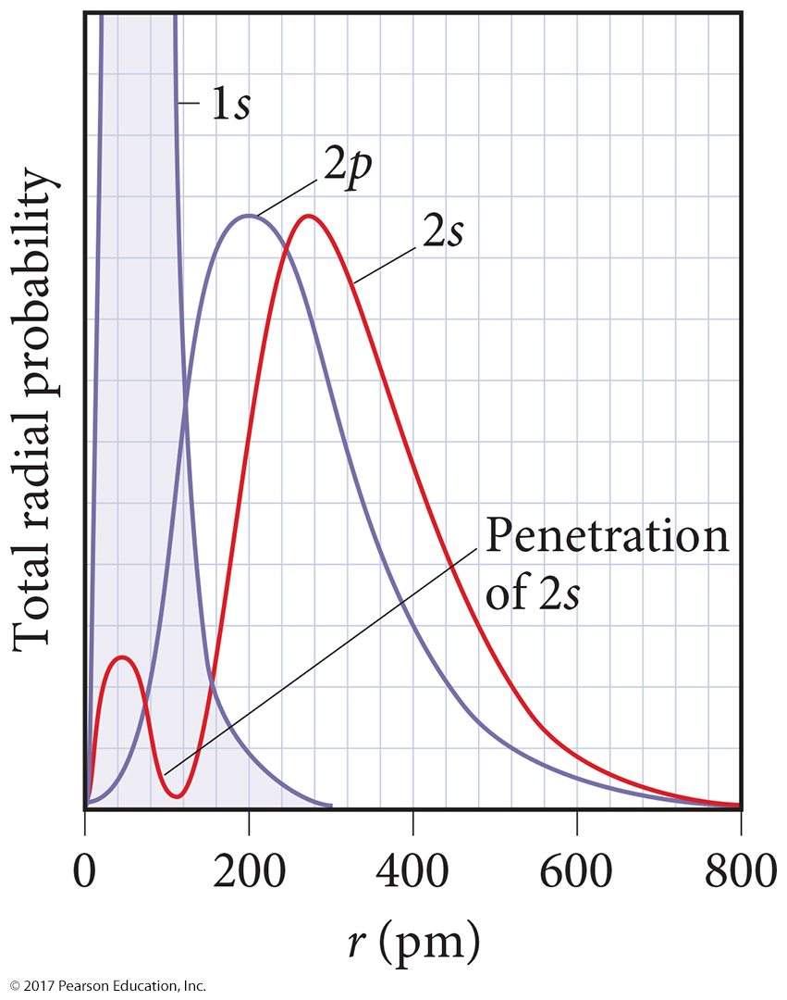 1s
2p
2s
Total radial probability
Penetration
of 2s
0 200 400 600 800
r (pm)
© 2017 Pearson Education, Inc.